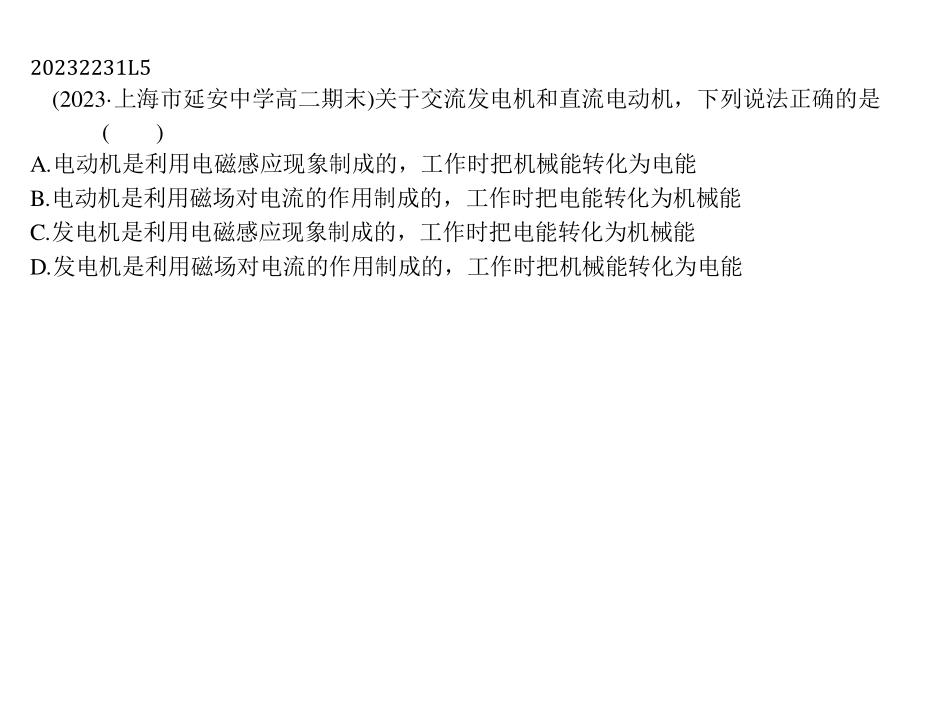 20232231L5
(2023·上海市延安中学高二期末)关于交流发电机和直流电动机，下列说法正确的是
(　　)
A.电动机是利用电磁感应现象制成的，工作时把机械能转化为电能
B.电动机是利用磁场对电流的作用制成的，工作时把电能转化为机械能
C.发电机是利用电磁感应现象制成的，工作时把电能转化为机械能
D.发电机是利用磁场对电流的作用制成的，工作时把机械能转化为电能